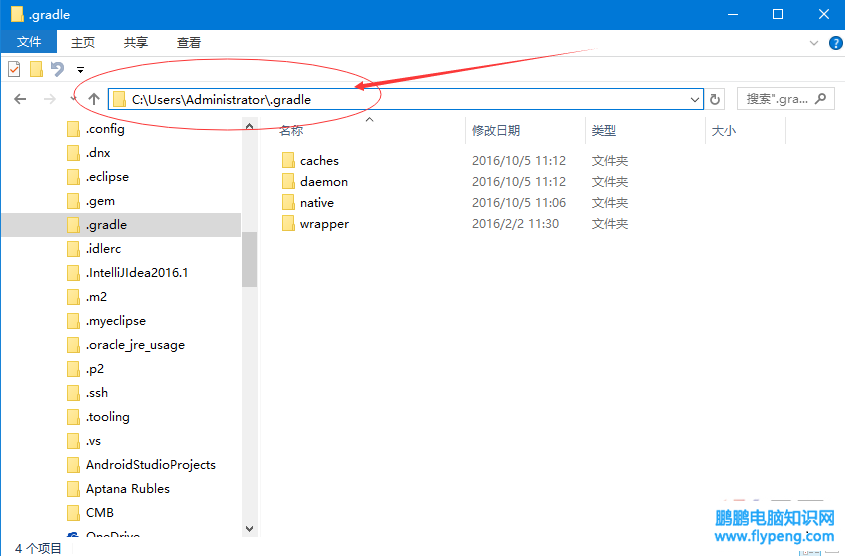 .gradle
文件 主页 共享 查看
C:\Users\Administrator\.gradle 搜索".gra...
名称 修改日期 类型 大小
.config
.dnx
.eclipse
.gem
.gradle
.idlerc
.IntelliJIdea2016.1
.m2
.myeclipse
.oracle_jre_usage
.p2
.ssh
.tooling
.vs
AndroidStudioProjects
Aptana Rubles
CMB
OneDrive
caches 2016/10/5 11:12 文件夹
daemon 2016/10/5 11:12 文件夹
native 2016/10/5 11:06 文件夹
wrapper 2016/2/2 11:30 文件夹
4 个项目
鹏鹏电脑知识网
www.flypeng.com